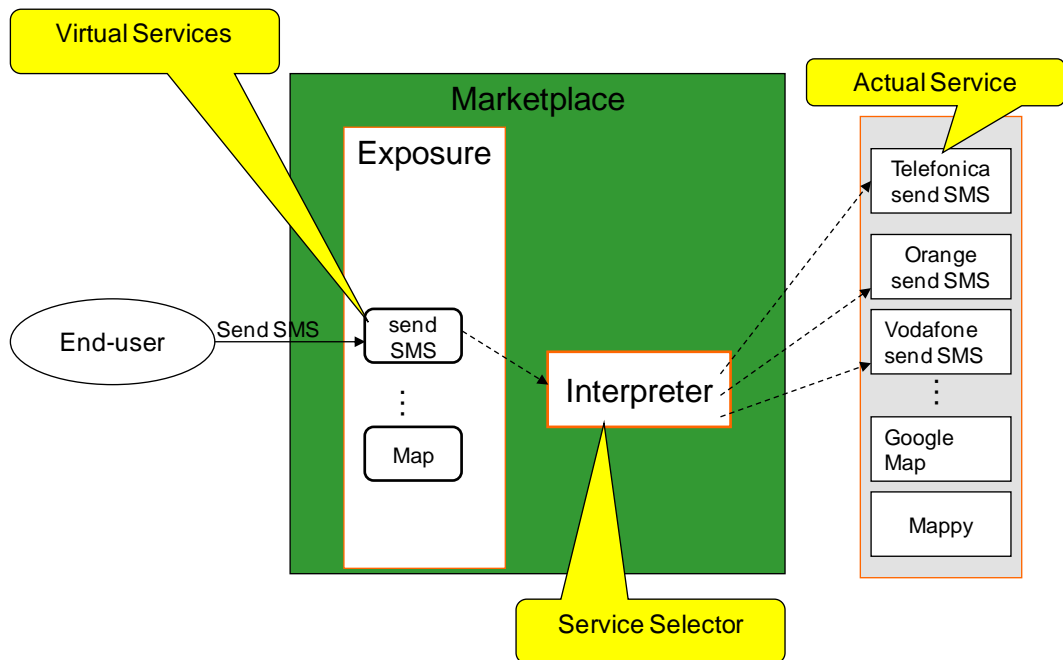 Virtual Services
Marketplace
Actual Service
Exposure
Telefonica
send SMS
Orange
send SMS
End-user
Send SMS
send
SMS
Vodafone
send SMS
Interpreter
Map
Google
Map
Mappy
Service Selector